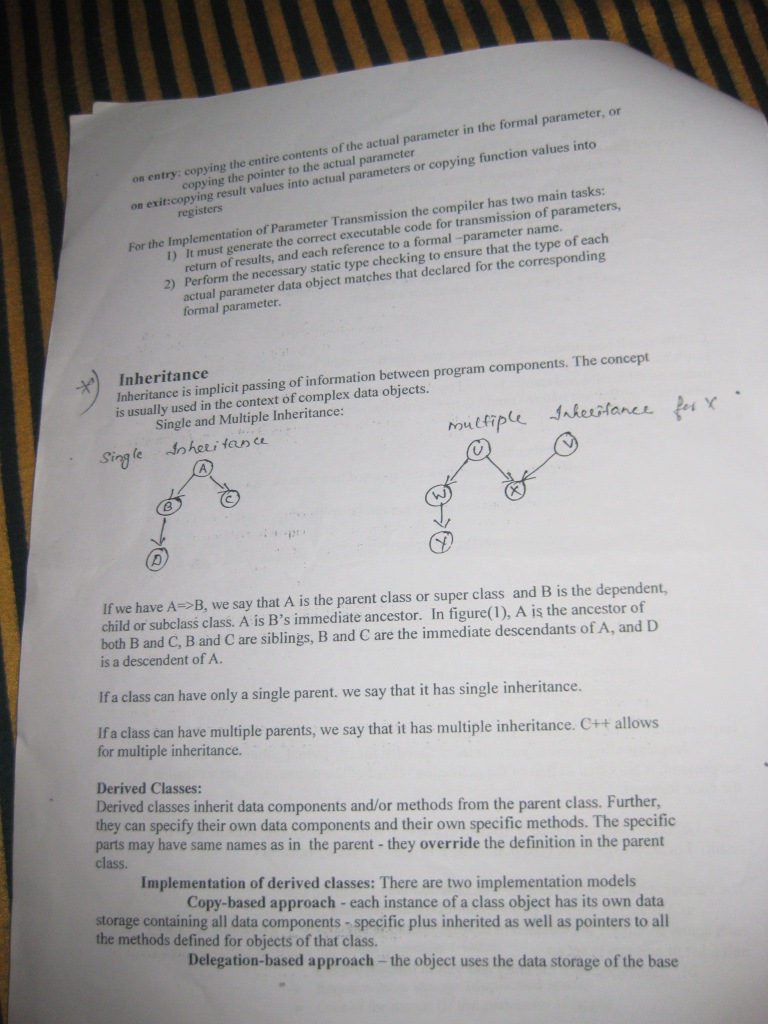 on entry: copying the entire contents of the actual parameter in the formal parameter, or
copying the pointer to the actual parameter
on exit:copying result values into actual parameters or copying function values into
registers
For the Implementation of Parameter Transmission the compiler has two main tasks:
1) It must generate the correct executable code for transmission of parameters,
return of results, and each reference to a formal –parameter name.
2) Perform the necessary static type checking to ensure that the type of each
actual parameter data object matches that declared for the corresponding
formal parameter.
*) Inheritance
Inheritance is implicit passing of information between program components. The concept
is usually used in the context of complex data objects.
Single and Multiple Inheritance:
Single Inheritance
multiple Inheritance for X
A
B C
D
U V
W X
Y
If we have A=>B, we say that A is the parent class or super class and B is the dependent,
child or subclass class. A is B's immediate ancestor. In figure(1), A is the ancestor of
both B and C, B and C are siblings, B and C are the immediate descendants of A, and D
is a descendent of A.
If a class can have only a single parent, we say that it has single inheritance.
If a class can have multiple parents, we say that it has multiple inheritance. C++ allows
for multiple inheritance.
Derived Classes:
Derived classes inherit data components and/or methods from the parent class. Further,
they can specify their own data components and their own specific methods. The specific
parts may have same names as in the parent - they override the definition in the parent
class.
Implementation of derived classes: There are two implementation models
Copy-based approach - each instance of a class object has its own data
storage containing all data components - specific plus inherited as well as pointers to all
the methods defined for objects of that class.
Delegation-based approach – the object uses the data storage of the base